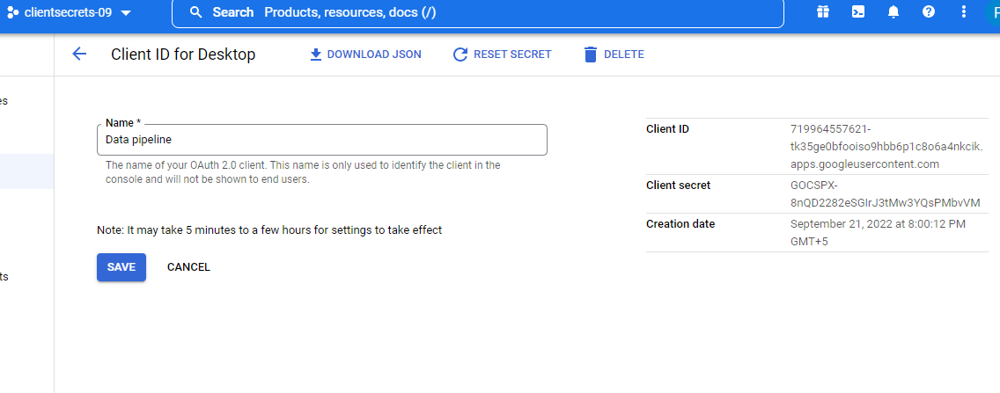 clientsecrets-09
Search Products, resources, docs (/)
Client ID for Desktop
DOWNLOAD JSON
RESET SECRET
DELETE
es
ts
Name *
Data pipeline
The name of your OAuth 2.0 client. This name is only used to identify the client in the
console and will not be shown to end users.
Note: It may take 5 minutes to a few hours for settings to take effect
SAVE
CANCEL
Client ID
719964557621-
tk35ge0bfooiso9hbb6p1c8o6a4nkcik.
apps.googleusercontent.com
Client secret
GOCSPX-
8nQD2282eSGIrJ3tMw3YQsPMbvVM
Creation date
September 21, 2022 at 8:00:12 PM
GMT+5